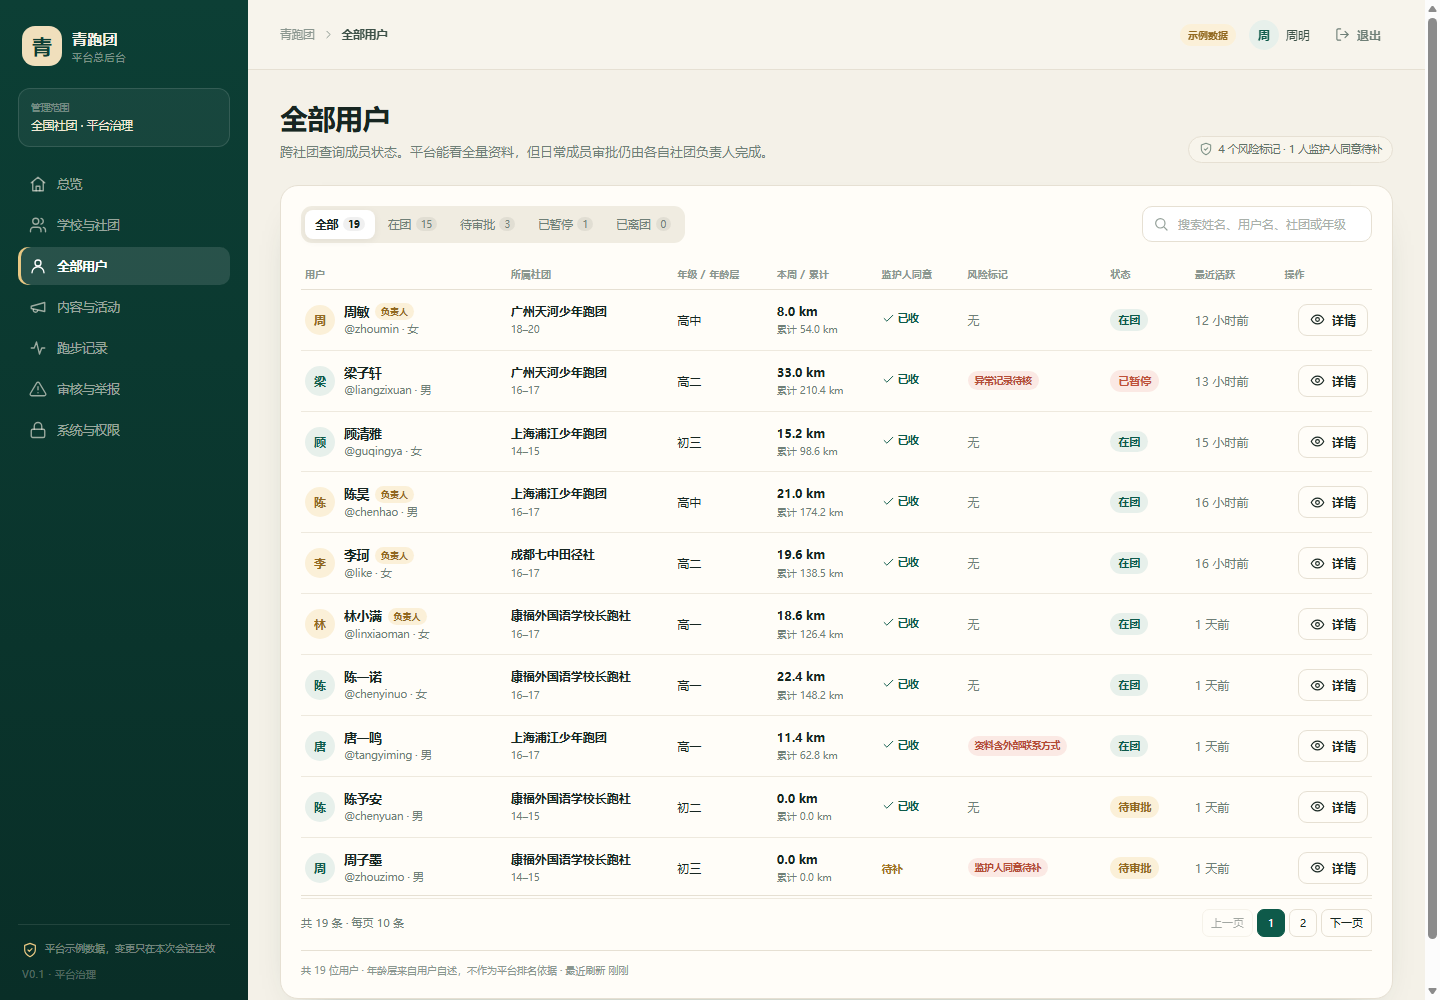 青
青跑团
平台总后台
管理范围
全国社团 · 平台治理
总览
学校与社团
全部用户
内容与活动
跑步记录
审核与举报
系统与权限
平台示例数据，变更只在本次会话生效
V0.1 · 平台治理
青跑团 > 全部用户
示例数据 周 周明 退出
全部用户
跨社团查询成员状态。平台能看全量资料，但日常成员审批仍由各自社团负责人完成。
4 个风险标记 · 1 人监护人同意待补
全部 19 在团 15 待审批 3 已暂停 1 已离团 0
搜索姓名、用户名、社团或年级
用户 所属社团 年级 / 年龄层 本周 / 累计 监护人同意 风险标记 状态 最近活跃 操作
周 周敏 负责人 广州天河少年跑团 高中 8.0 km 已收 无 在团 12 小时前 详情
@zhoumin · 女 18–20 累计 54.0 km
梁 梁子轩 广州天河少年跑团 高二 33.0 km 已收 异常记录待核 已暂停 13 小时前 详情
@liangzixuan · 男 16–17 累计 210.4 km
顾 顾清雅 上海浦江少年跑团 初三 15.2 km 已收 无 在团 15 小时前 详情
@guqingya · 女 14–15 累计 98.6 km
陈 陈昊 负责人 上海浦江少年跑团 高中 21.0 km 已收 无 在团 16 小时前 详情
@chenhao · 男 16–17 累计 174.2 km
李 李珂 负责人 成都七中田径社 高二 19.6 km 已收 无 在团 16 小时前 详情
@like · 女 16–17 累计 138.5 km
林 林小满 负责人 康福外国语学校长跑社 高一 18.6 km 已收 无 在团 1 天前 详情
@linxiaoman · 女 16–17 累计 126.4 km
陈 陈一诺 康福外国语学校长跑社 高一 22.4 km 已收 无 在团 1 天前 详情
@chenyinuo · 女 16–17 累计 148.2 km
唐 唐一鸣 上海浦江少年跑团 高一 11.4 km 已收 资料含外部联系方式 在团 1 天前 详情
@tangyiming · 男 16–17 累计 62.8 km
陈 陈予安 康福外国语学校长跑社 初二 0.0 km 已收 无 待审批 1 天前 详情
@chenyuan · 男 14–15 累计 0.0 km
周 周子墨 康福外国语学校长跑社 初三 0.0 km 待补 监护人同意待补 待审批 1 天前 详情
@zhouzimo · 男 14–15 累计 0.0 km
共 19 条 · 每页 10 条 上一页 1 2 下一页
共 19 位用户 · 年龄层来自用户自述，不作为平台排名依据 · 最近刷新 刚刚